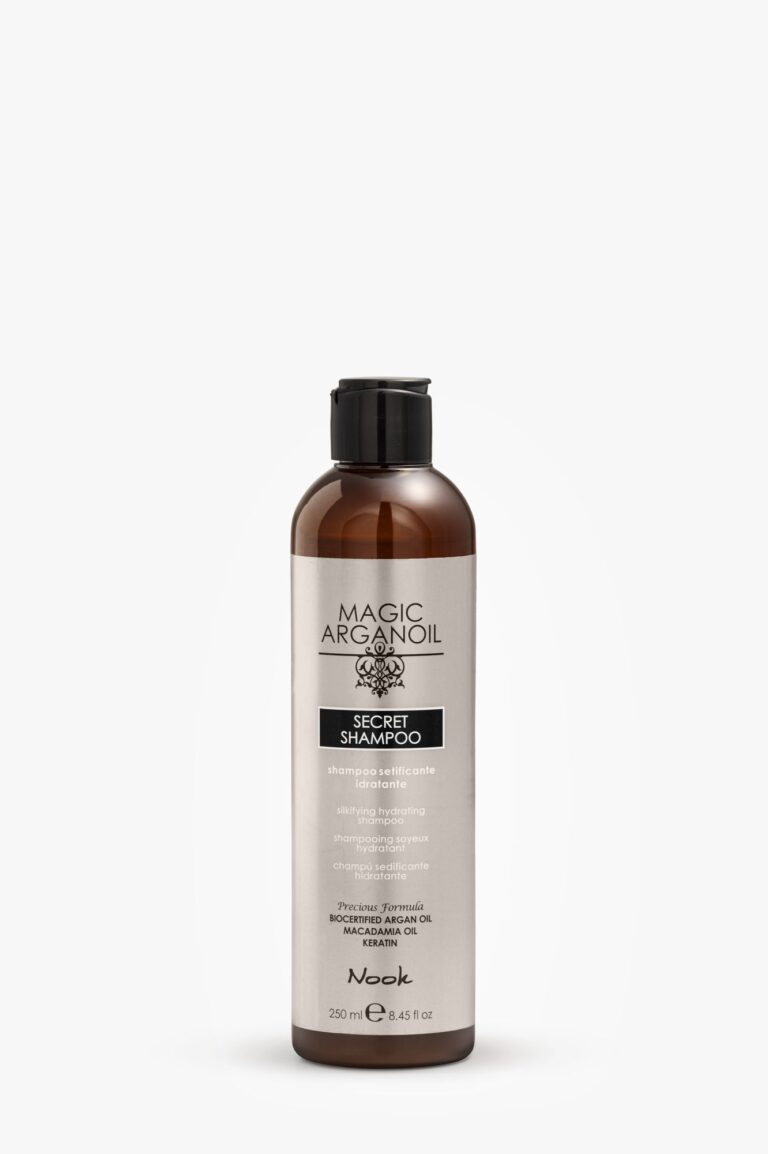 MAGIC
ARGANOIL
SECRET
SHAMPOO
shampoo setificante
idratante
silkifying hydrating
shampoo
shampooing soyeux
hydratant
champú sedificante
hidratante
Precious Formula
BIOCERTIFIED ARGAN OIL
MACADAMIA OIL
KERATIN
Nook
250 ml ℮ 8.45 fl oz